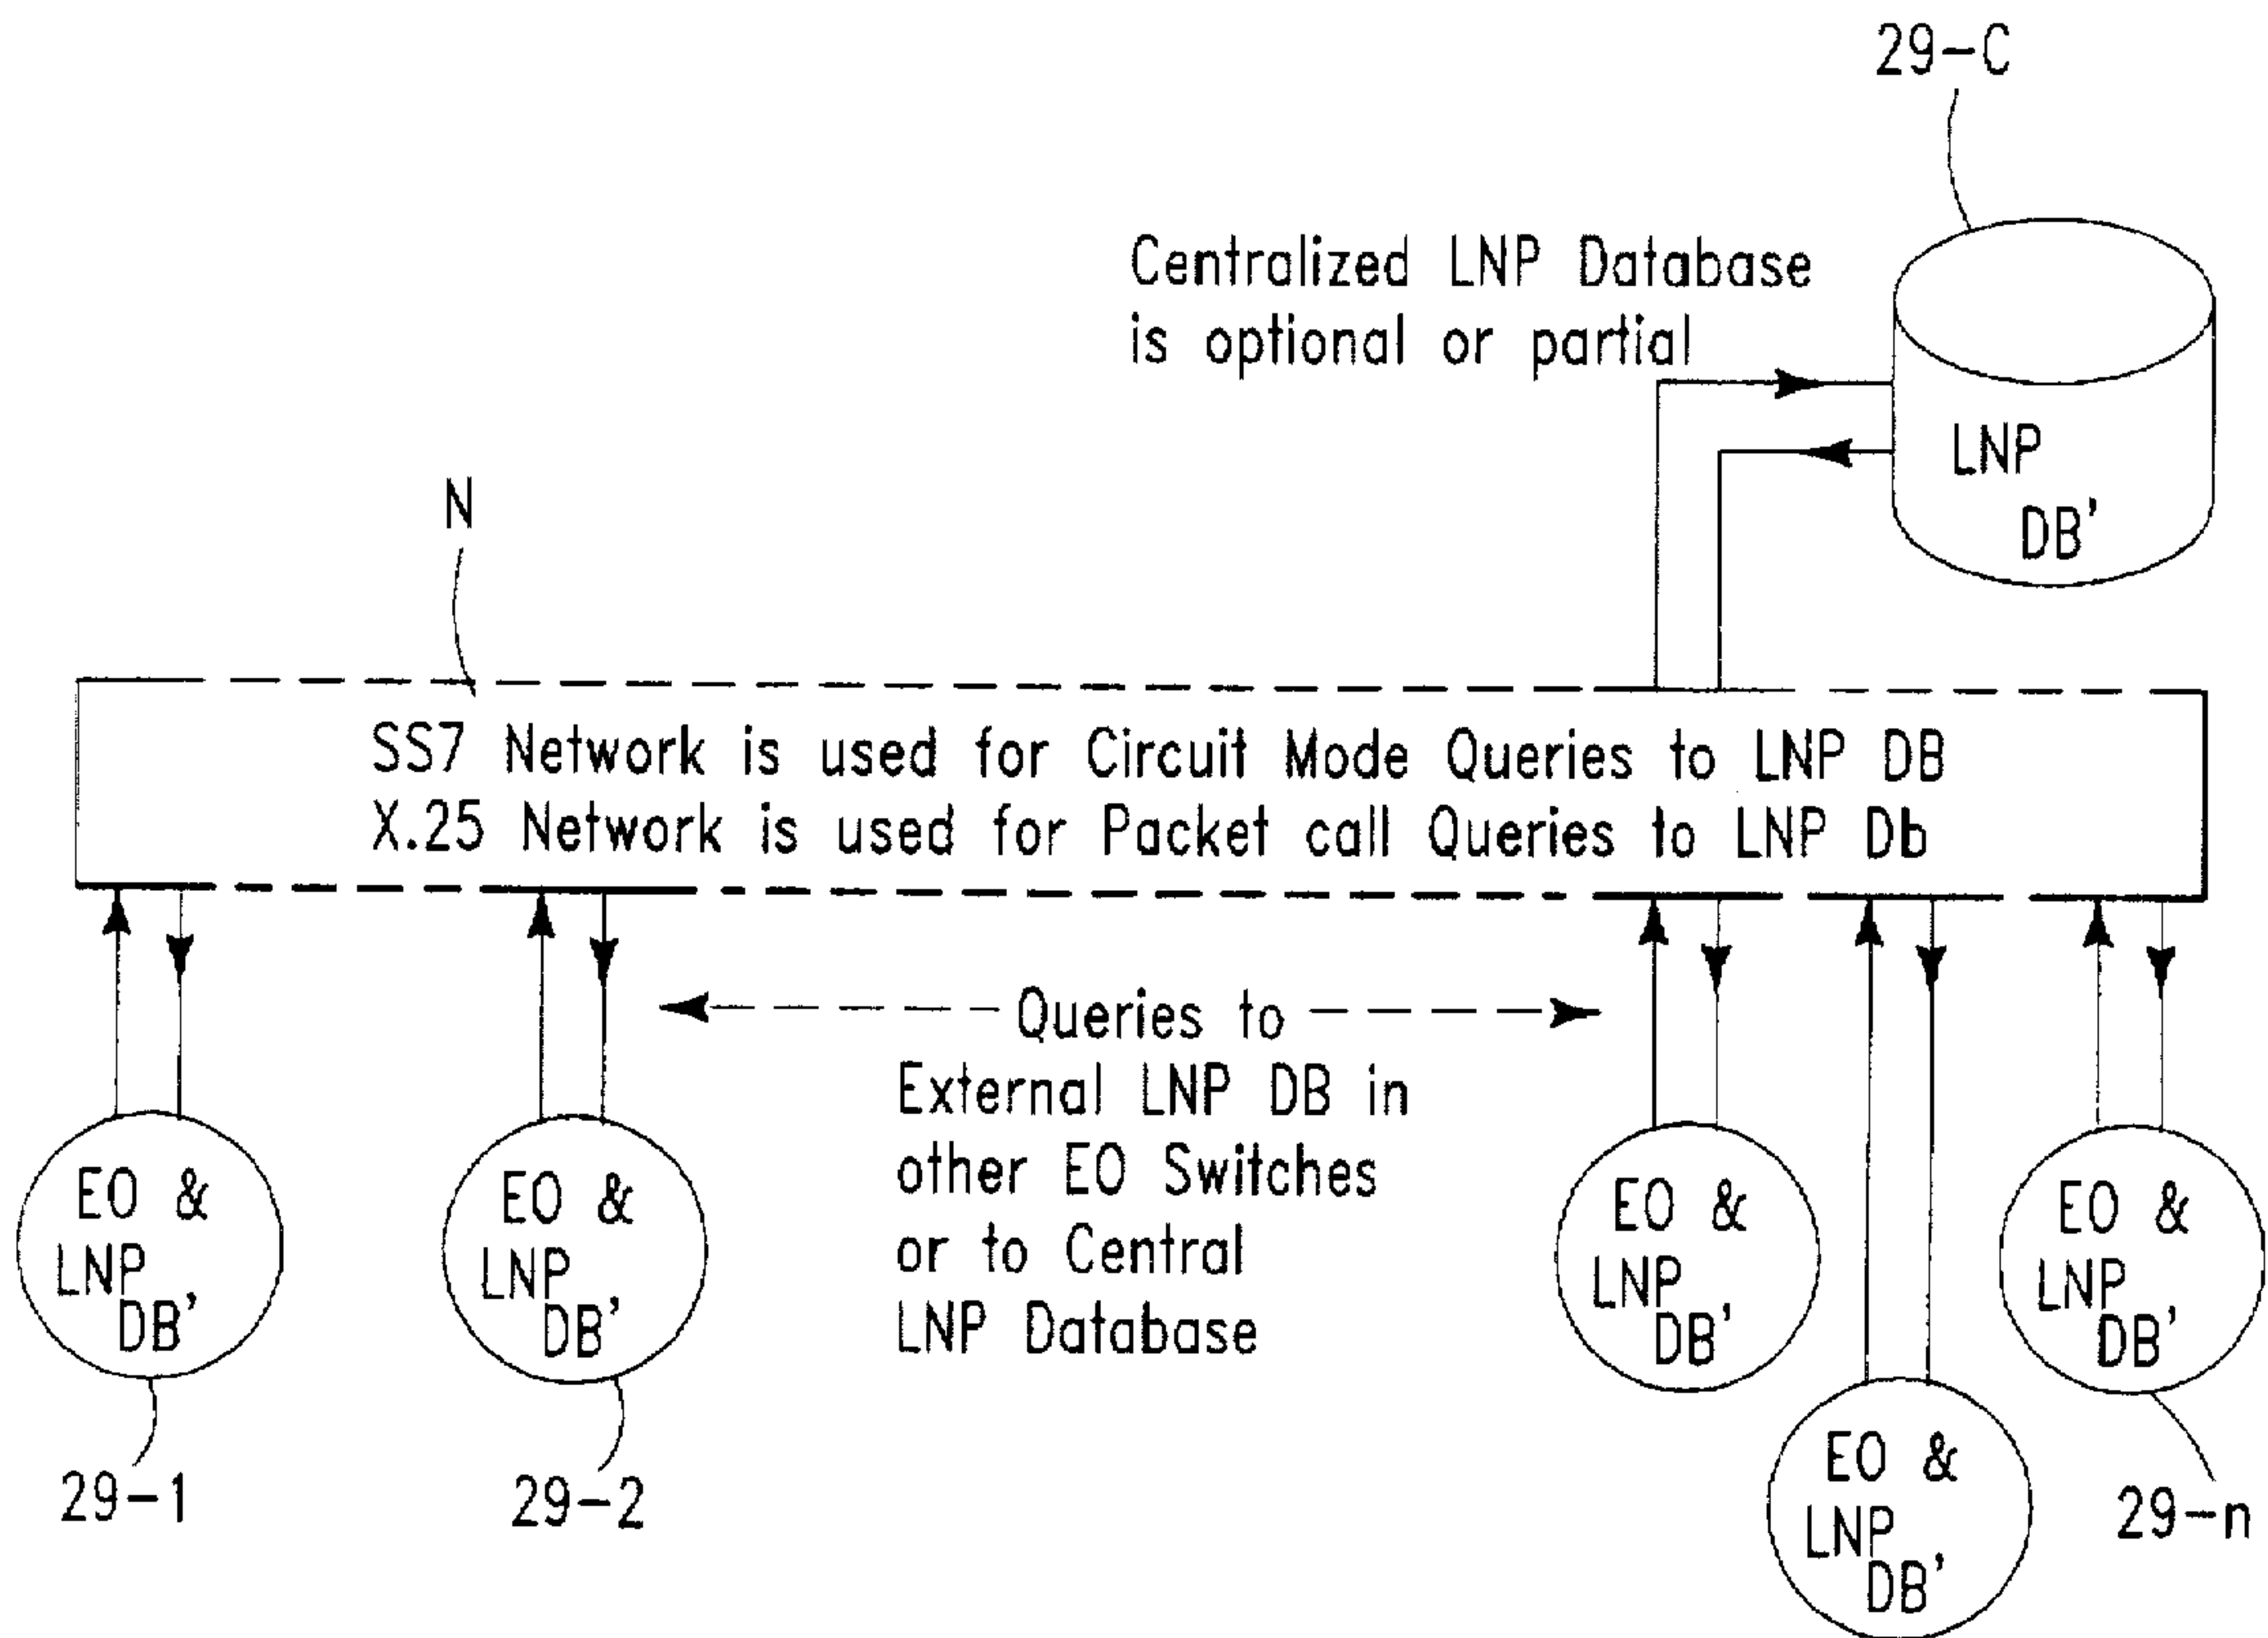 29-C
Centralized LNP Database
is optional or partial
LNP
DB'
N
SS7 Network is used for Circuit Mode Queries to LNP DB
X.25 Network is used for Packet call Queries to LNP Db
Queries to
External LNP DB in
other EO Switches
or to Central
LNP Database
EO &
LNP
DB'
29-1
EO &
LNP
DB'
29-2
EO &
LNP
DB'
EO &
LNP
DB'
EO &
LNP
DB'
29-n